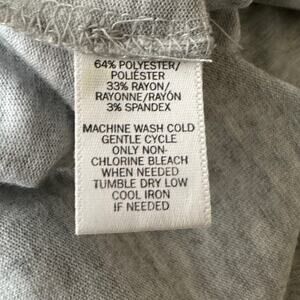 64% POLYESTER/
POLIÉSTER
33% RAYON/
RAYONNE/RAYÓN
3% SPANDEX
MACHINE WASH COLD
GENTLE CYCLE
ONLY NON-
CHLORINE BLEACH
WHEN NEEDED
TUMBLE DRY LOW
COOL IRON
IF NEEDED